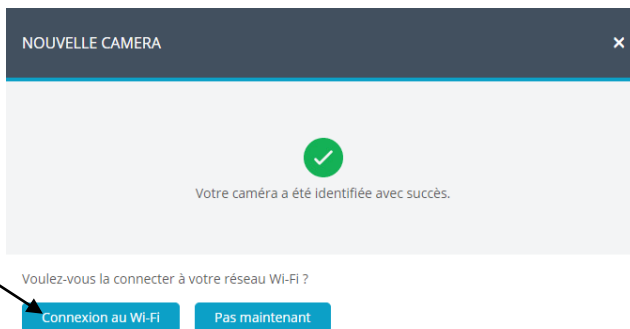 NOUVELLE CAMERA ×
Votre caméra a été identifiée avec succès.
Voulez-vous la connecter à votre réseau Wi-Fi ?
Connexion au Wi-Fi Pas maintenant